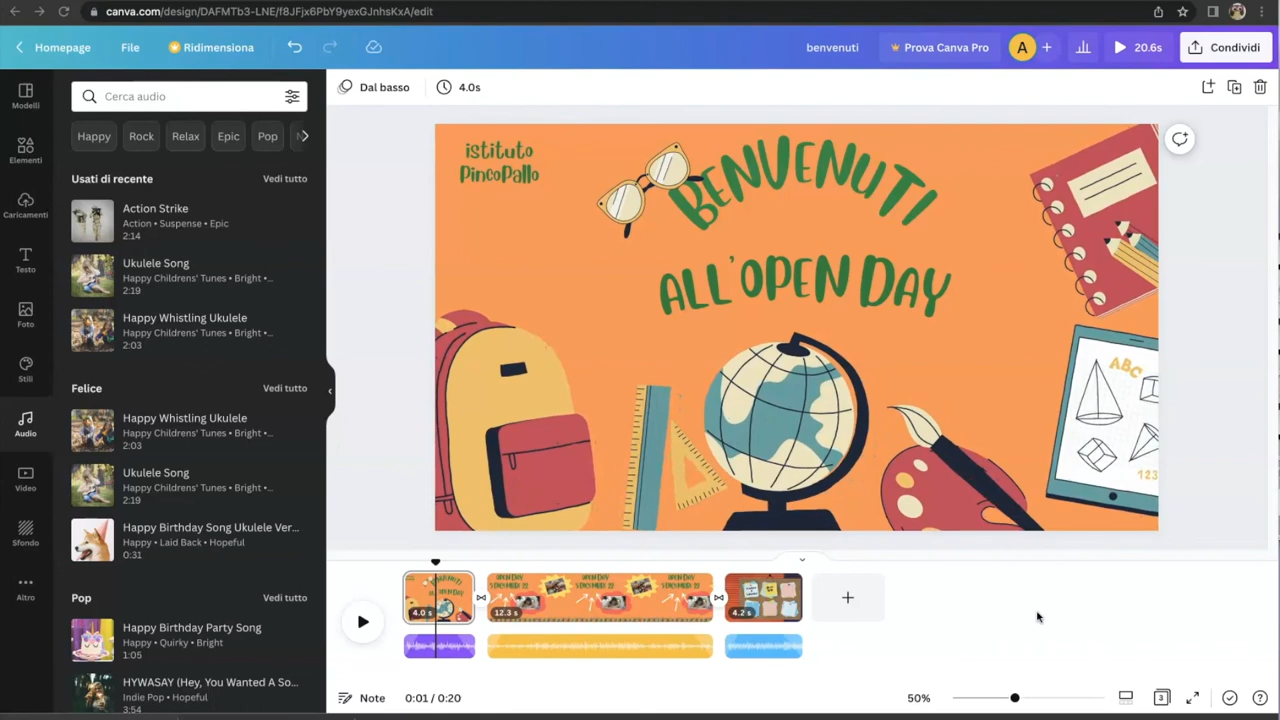 canva.com/design/DAFMTb3-LNE/f8JFjx6PbY9yexGJnhsKxA/edit
Homepage
File
Ridimensiona
benvenuti
Prova Canva Pro
A
20.6s
Condividi
Modelli
Elementi
Caricamenti
Testo
Foto
Stili
Audio
Video
Sfondo
Altro
Cerca audio
Happy
Rock
Relax
Epic
Pop
Usati di recente
Vedi tutto
Action Strike
Action • Suspense • Epic
2:14
Ukulele Song
Happy Childrens' Tunes • Bright •...
2:19
Happy Whistling Ukulele
Happy Childrens' Tunes • Bright •...
2:03
Felice
Vedi tutto
Happy Whistling Ukulele
Happy Childrens' Tunes • Bright •...
2:03
Ukulele Song
Happy Childrens' Tunes • Bright •...
2:19
Happy Birthday Song Ukulele Ver...
Happy • Laid Back • Hopeful
0:31
Pop
Vedi tutto
Happy Birthday Party Song
Happy • Quirky • Bright
1:05
HYWASAY (Hey, You Wanted A So...
Indie Pop • Hopeful
3:54
Dal basso
4.0s
istituto
PincoPallo
BENVENUTI
ALL'OPEN DAY
ABC
123
4.0 s
12.3 s
4.2 s
Note
0:01 / 0:20
50%
3